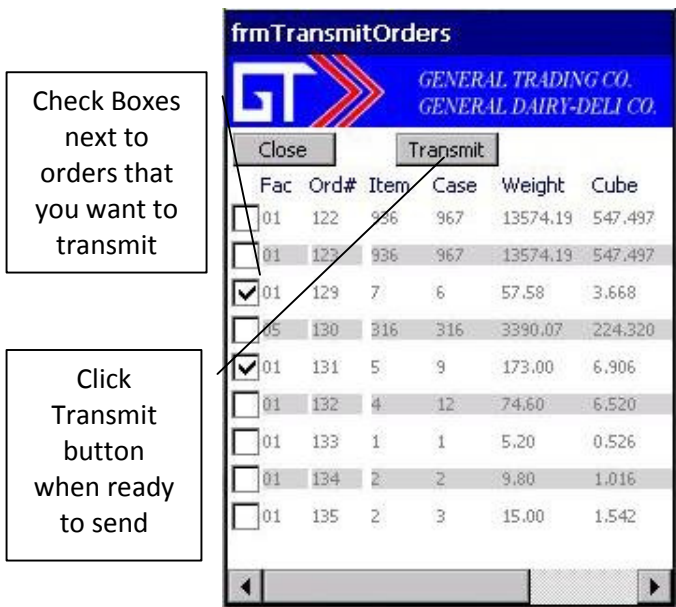 frmTransmitOrders
GT
GENERAL TRADING CO.
GENERAL DAIRY-DELI CO.
Close Transmit
Fac Ord# Item Case Weight Cube
01 122 936 967 13574.19 547.497
01 123 936 967 13574.19 547.497
01 129 7 6 57.58 3.668
05 130 316 316 3390.07 224.320
01 131 5 9 173.00 6.906
01 132 4 12 74.60 6.520
01 133 1 1 5.20 0.526
01 134 2 2 9.80 1.016
01 135 2 3 15.00 1.542
Check Boxes
next to
orders that
you want to
transmit
Click
Transmit
button
when ready
to send